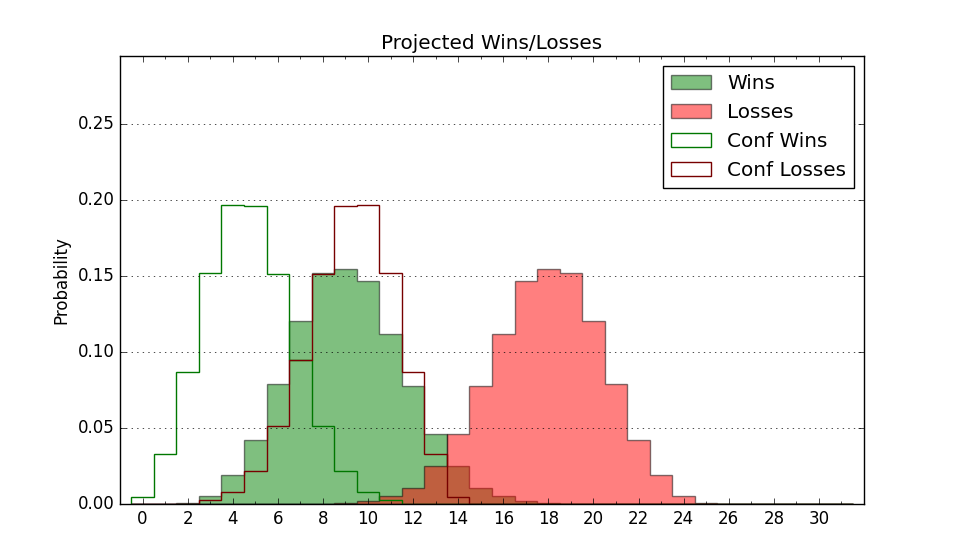 Projected Wins/Losses
Wins
Losses
Conf Wins
Conf Losses
Probability
0.25
0.20
0.15
0.10
0.05
0.00
0 2 4 6 8 10 12 14 16 18 20 22 24 26 28 30